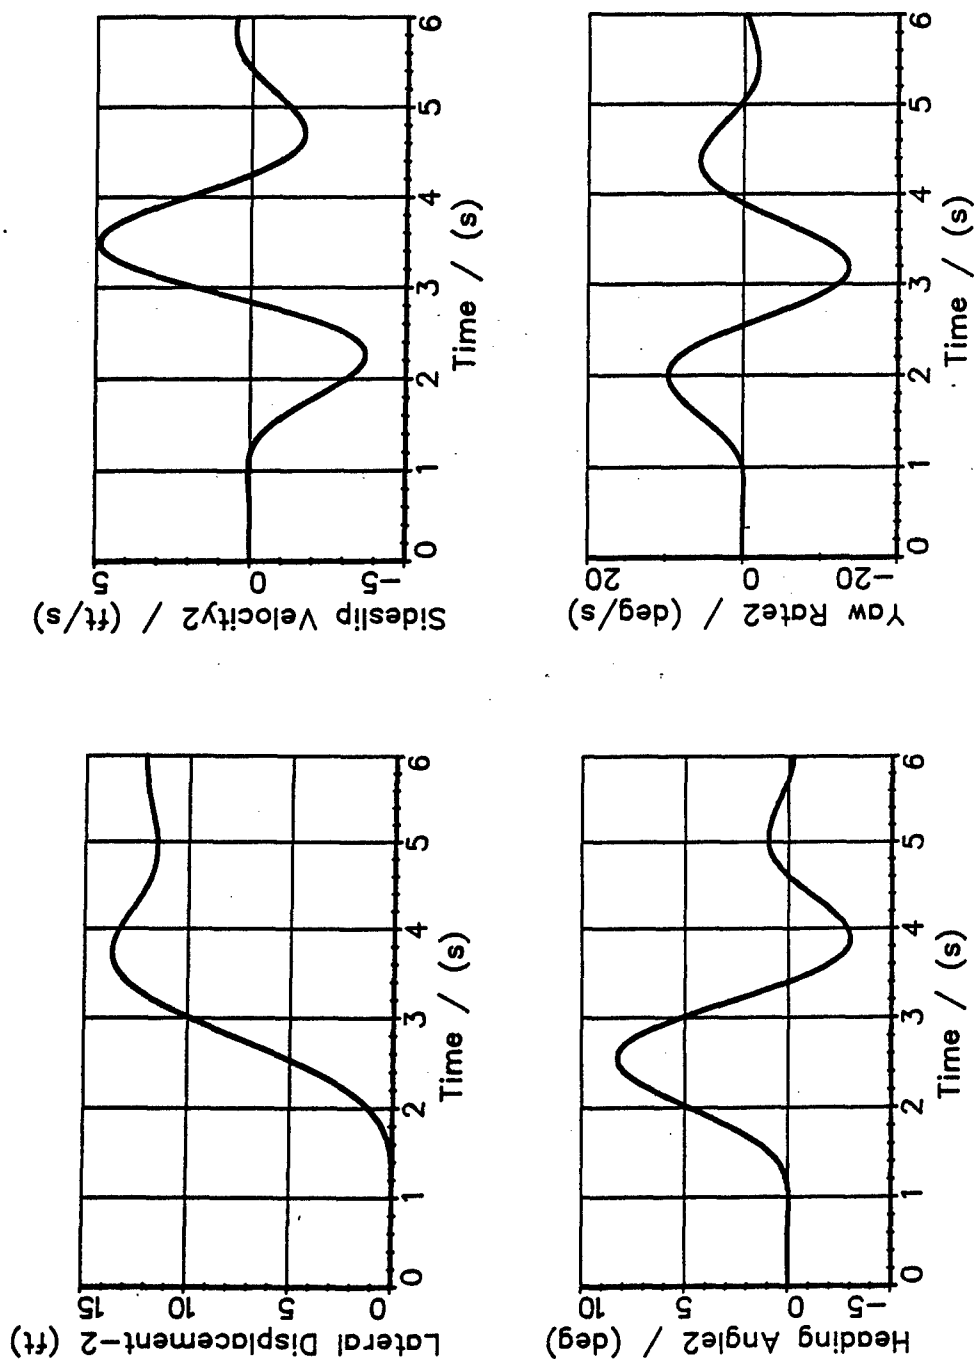 Lateral Displacement-2 (ft)
15
10
5
0
0 1 2 3 4 5 6
Time / (s)
Sideslip Velocity2 / (ft/s)
5
0
-5
0 1 2 3 4 5 6
Time / (s)
Heading Angle2 / (deg)
10
5
0
-5
0 1 2 3 4 5 6
Time / (s)
Yaw Rate2 / (deg/s)
20
0
-20
0 1 2 3 4 5 6
Time / (s)